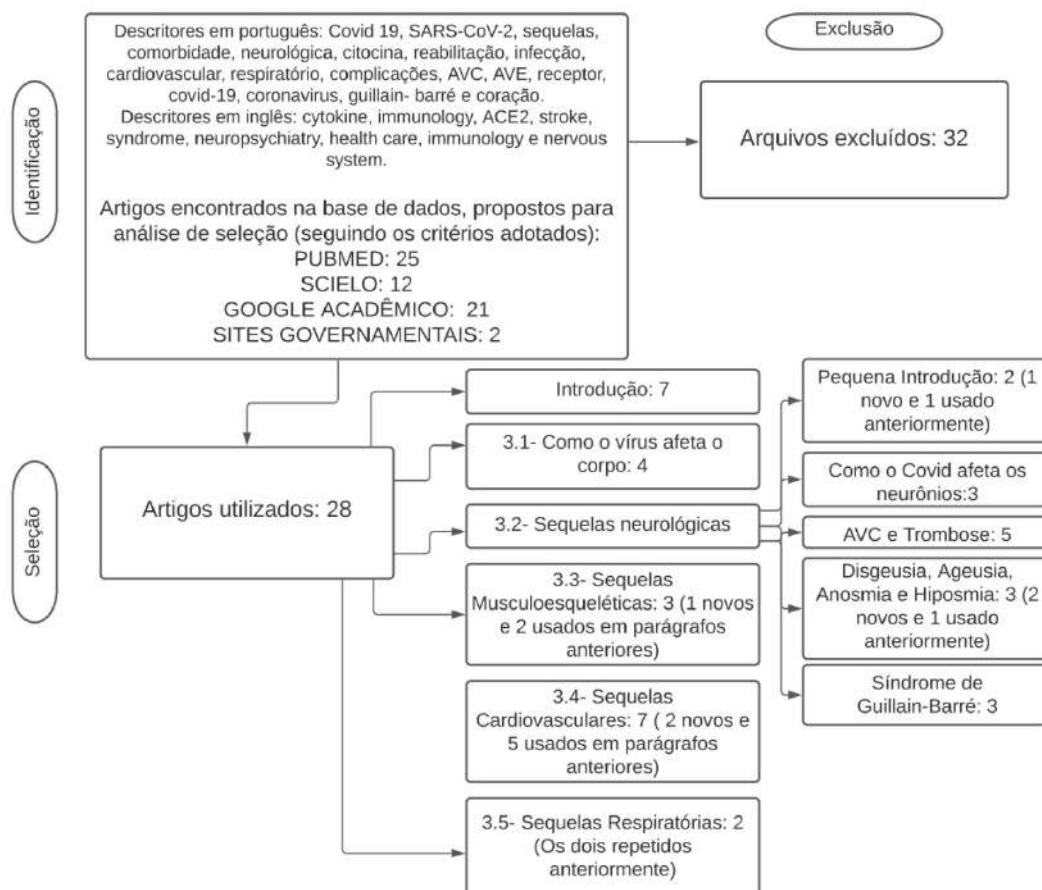 Identificação
Descritores em português: Covid 19, SARS-CoV-2, sequelas,
comorbidade, neurológica, citocina, reabilitação, infecção,
cardiovascular, respiratório, complicações, AVC, AVE, receptor,
covid-19, coronavirus, guillain- barré e coração.
Descritores em inglês: cytokine, immunology, ACE2, stroke,
syndrome, neuropsychiatry, health care, immunology e nervous
system.
Artigos encontrados na base de dados, propostos para
análise de seleção (seguindo os critérios adotados):
PUBMED: 25
SCIELO: 12
GOOGLE ACADÊMICO:  21
SITES GOVERNAMENTAIS: 2
Exclusão
Arquivos excluídos: 32
Seleção
Artigos utilizados: 28
Introdução: 7
3.1- Como o vírus afeta o
corpo: 4
3.2- Sequelas neurológicas
3.3- Sequelas
Musculoesqueléticas: 3 (1 novos
e 2 usados em parágrafos
anteriores)
3.4- Sequelas
Cardiovasculares: 7 ( 2 novos e
5 usados em parágrafos
anteriores)
3.5- Sequelas Respiratórias: 2
(Os dois repetidos
anteriormente)
Pequena Introdução: 2 (1
novo e 1 usado
anteriormente)
Como o Covid afeta os
neurônios:3
AVC e Trombose: 5
Disgeusia, Ageusia,
Anosmia e Hiposmia: 3 (2
novos e 1 usado
anteriormente)
Síndrome de
Guillain-Barré: 3